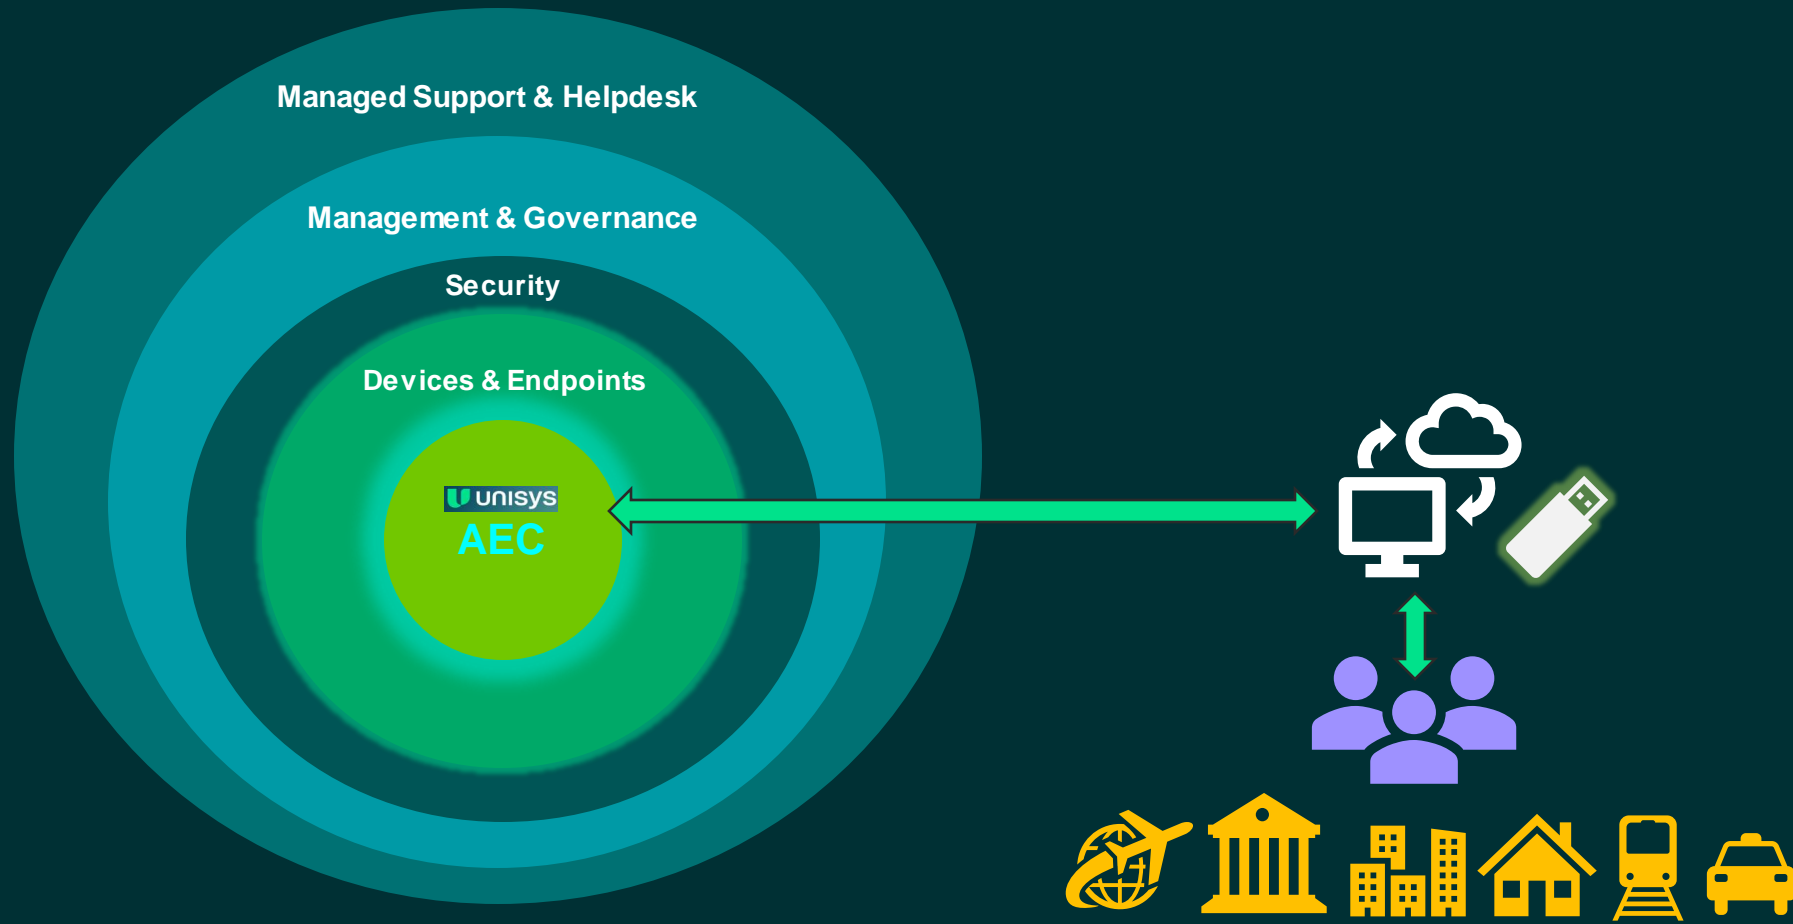 Managed Support & Helpdesk
Management & Governance
Security
Devices & Endpoints
UNISYS
AEC